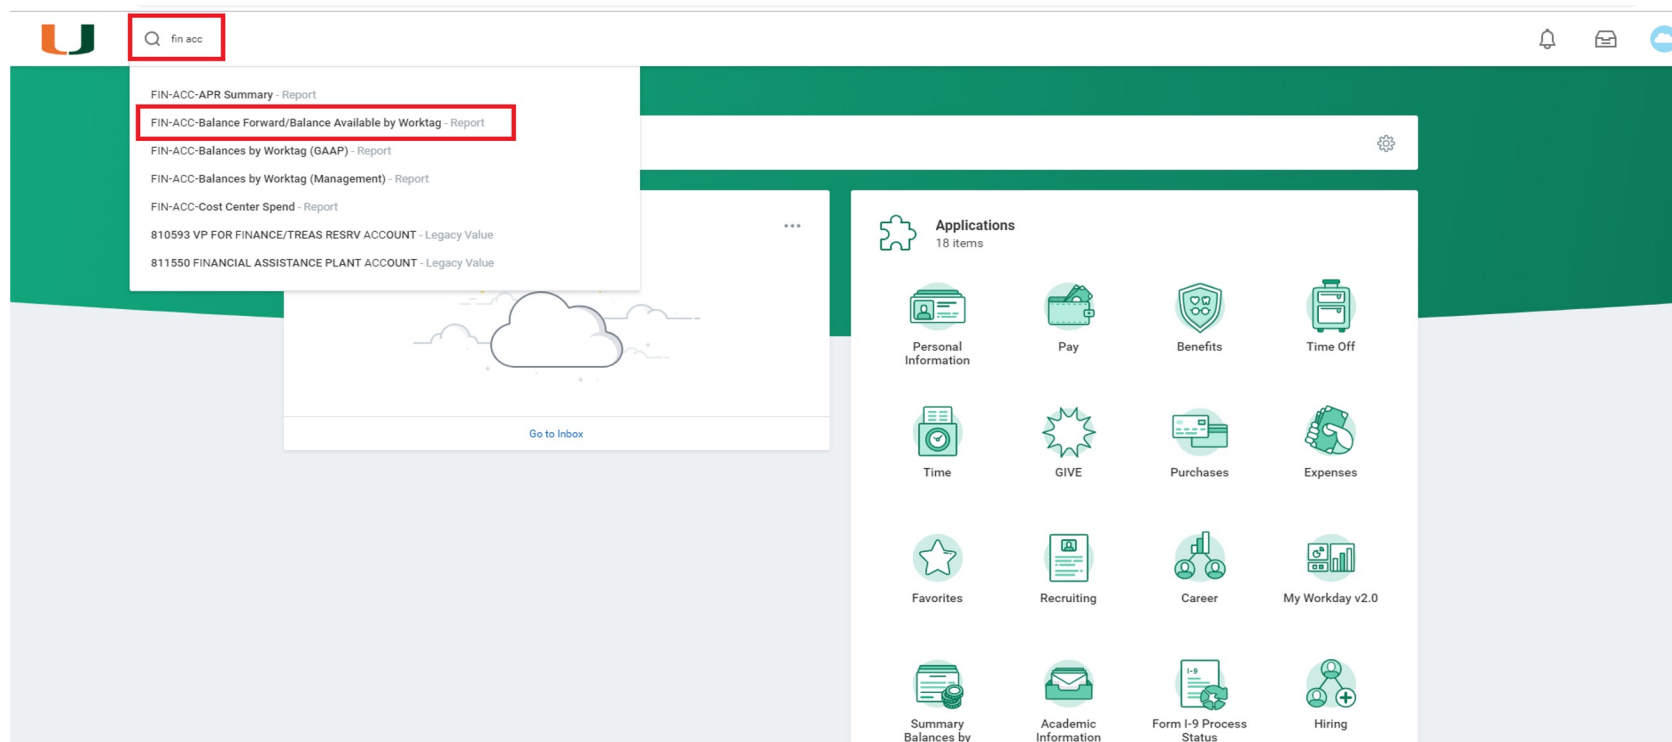 fin acc
FIN-ACC-APR Summary - Report
FIN-ACC-Balance Forward/Balance Available by Worktag - Report
FIN-ACC-Balances by Worktag (GAAP) - Report
FIN-ACC-Balances by Worktag (Management) - Report
FIN-ACC-Cost Center Spend - Report
810593 VP FOR FINANCE/TREAS RESRV ACCOUNT - Legacy Value
811550 FINANCIAL ASSISTANCE PLANT ACCOUNT - Legacy Value
Go to Inbox
Applications
18 items
Personal
Information
Pay
Benefits
Time Off
Time
GIVE
Purchases
Expenses
Favorites
Recruiting
Career
My Workday v2.0
I-9
Summary
Balances by
Academic
Information
Form I-9 Process
Status
Hiring